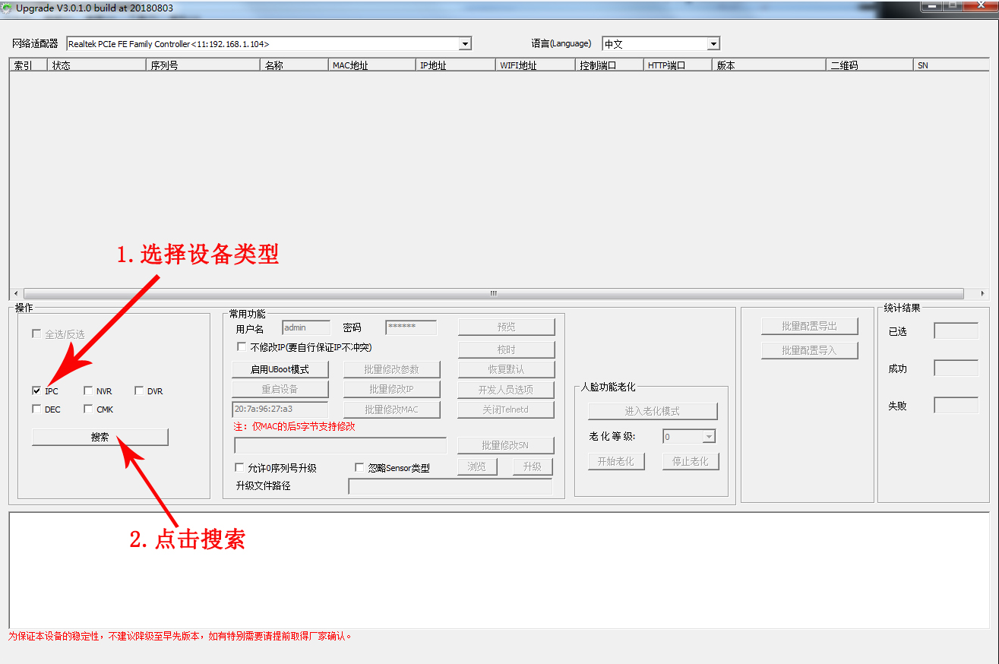 Upgrade V3.0.1.0 build at 20180803
网络适配器 Realtek PCIe FE Family Controller<11:192.168.1.104> 语言(Language) 中文
索引 状态 序列号 名称 MAC地址 IP地址 WIFI地址 控制端口 HTTP端口 版本 二维码 SN
1.选择设备类型
操作
全选/反选
IPC NVR DVR
DEC CMK
搜索
2.点击搜索
常用功能
用户名 admin 密码 ****** 预览
不修改IP(要自行保证IP不冲突) 校时
启用UBoot模式 批量修改参数 恢复默认
重启设备 批量修改IP 开发人员选项
20:7a:96:27:a3 批量修改MAC 关闭Telnetd
注：仅MAC的后5字节支持修改
批量修改SN
允许0序列号升级 忽略Sensor类型 浏览 升级
升级文件路径
人脸功能老化
进入老化模式
老化等级: 0
开始老化 停止老化
批量配置导出
批量配置导入
统计结果
已选
成功
失败
为保证本设备的稳定性，不建议降级至早先版本，如有特别需要请提前取得厂家确认。